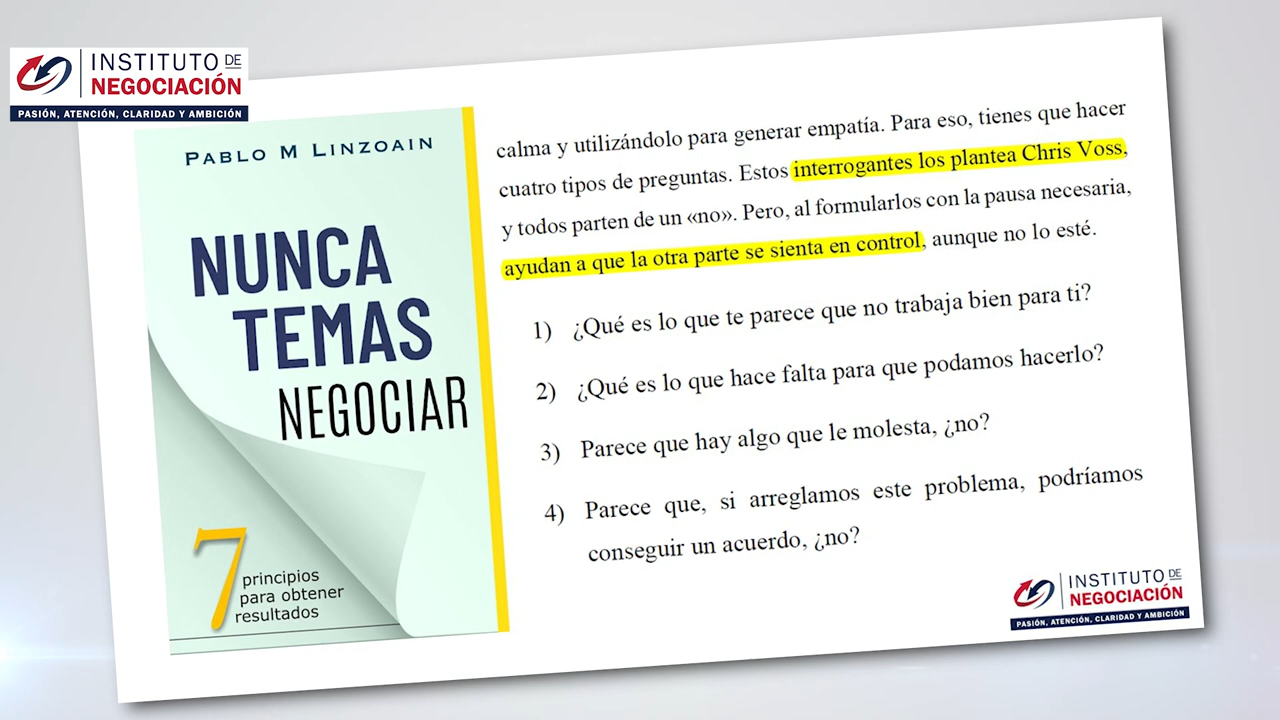 INSTITUTO DE
NEGOCIACIÓN
PASIÓN, ATENCIÓN, CLARIDAD Y AMBICIÓN
PABLO M LINZOAIN
NUNCA
TEMAS
NEGOCIAR
7
principios
para obtener
resultados
calma y utilizándolo para generar empatía. Para eso, tienes que hacer
cuatro tipos de preguntas. Estos interrogantes los plantea Chris Voss,
y todos parten de un «no». Pero, al formularlos con la pausa necesaria,
ayudan a que la otra parte se sienta en control, aunque no lo esté.
1) ¿Qué es lo que te parece que no trabaja bien para ti?
2) ¿Qué es lo que hace falta para que podamos hacerlo?
3) Parece que hay algo que le molesta, ¿no?
4) Parece que, si arreglamos este problema, podríamos
conseguir un acuerdo, ¿no?
INSTITUTO DE
NEGOCIACIÓN
PASIÓN, ATENCIÓN, CLARIDAD Y AMBICIÓN